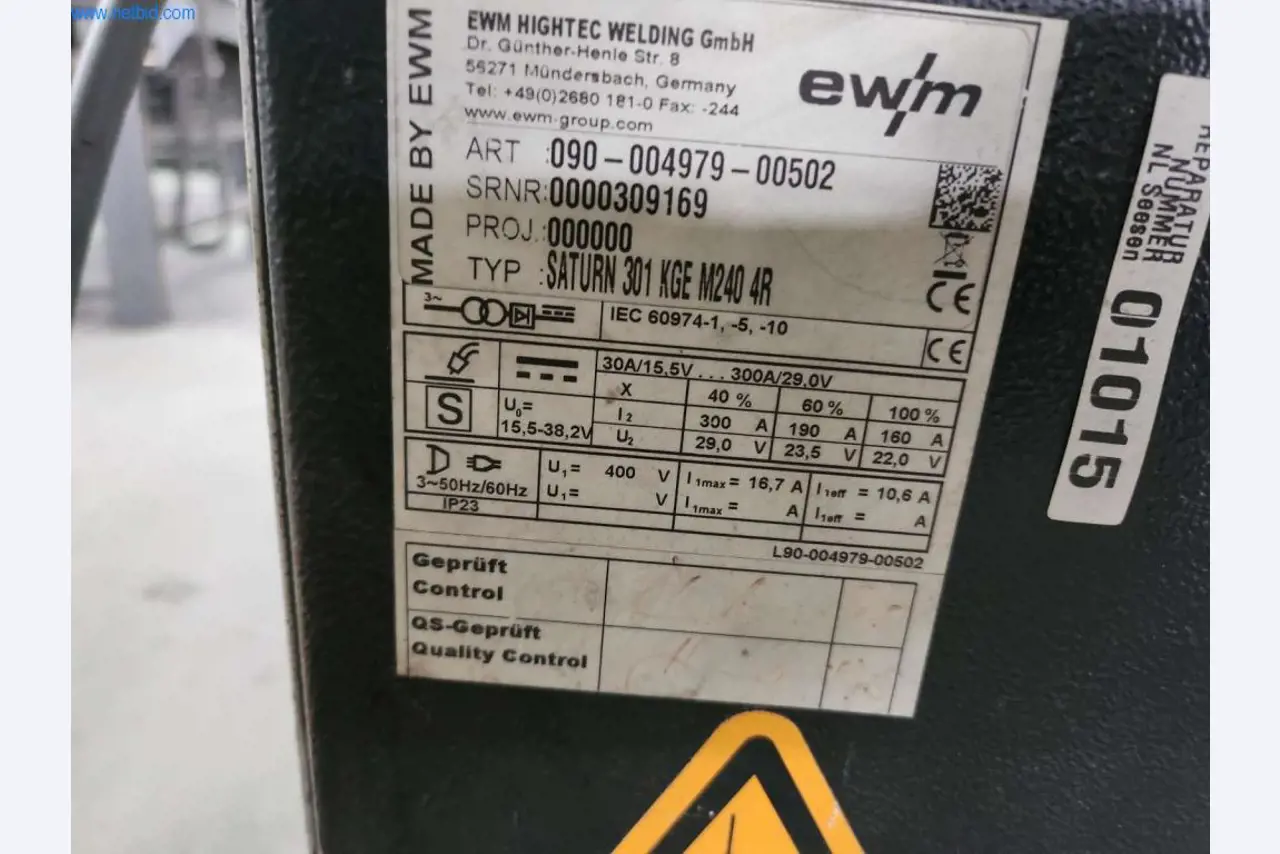 www.netbid.com
MADE BY EWM
EWM HIGHTEC WELDING GmbH
Dr. Günther-Henle Str. 8
56271 Mündersbach, Germany
Tel: +49(0)2680 181-0 Fax: -244
www.ewm-group.com
ewm
ART :090-004979-00502
SRNR:0000309169
PROJ.:000000
TYP :SATURN 301 KGE M240 4R
CE
3~
IEC 60974-1, -5, -10
CE
30A/15,5V ... 300A/29,0V
X 40 % 60 % 100 %
S
U0= 15,5-38,2V
I2 300 A 190 A 160 A
U2 29,0 V 23,5 V 22,0 V
3~50Hz/60Hz
U1= 400 V I1max = 16,7 A I1eff = 10,6 A
U1= V I1max = A I1eff = A
IP23
L90-004979-00502
Geprüft
Control
QS-Geprüft
Quality Control
REPARATUR
NUMMER
NL Seesen
01015